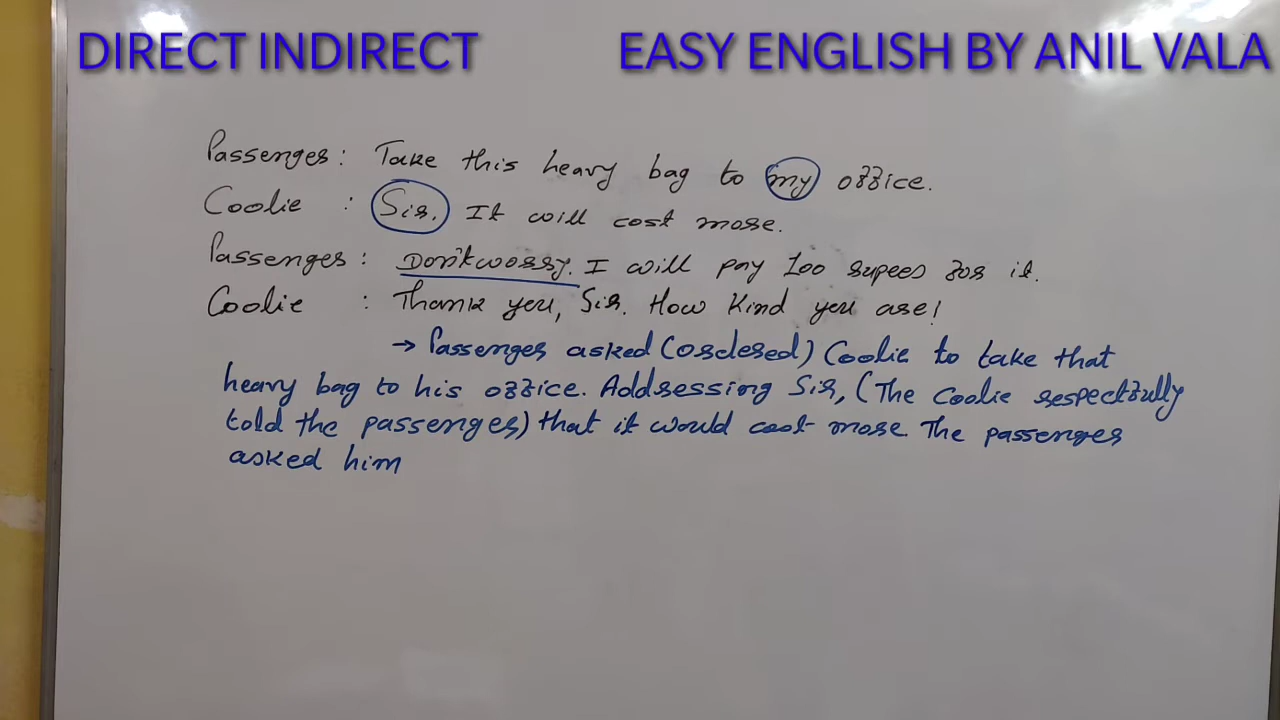 DIRECT INDIRECT EASY ENGLISH BY ANIL VALA
Passenger: Take this heavy bag to my office.
Coolie : Sir. It will cost more.
Passenger: Don't worry. I will pay 100 rupees for it.
Coolie : Thank you, Sir. How Kind you are!
→ Passenger asked (ordered) Coolie to take that
heavy bag to his office. Addressing Sir, (The Coolie respectfully
told the passenger) that it would cost more. The passenger
asked him